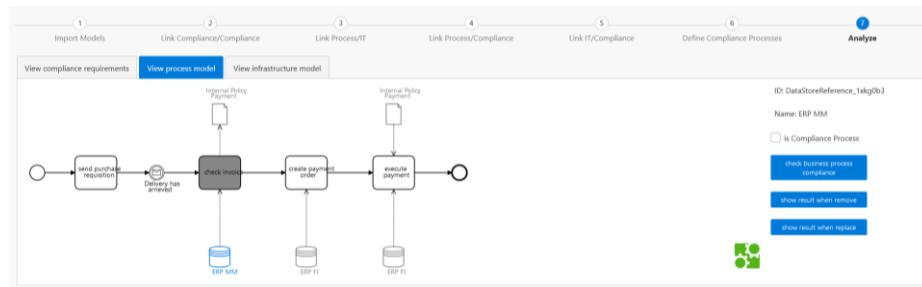 1
2
3
4
5
6
7
Import Models
Link Compliance/Compliance
Link Process/IT
Link Process/Compliance
Link IT/Compliance
Define Compliance Processes
Analyze
View compliance requirements
View process model
View infrastructure model
Internal Policy
Payment
Internal Policy
Payment
ID: DataStoreReference_1xkg0b3
Name: ERP MM
is Compliance Process
check business process
compliance
show result when remove
show result when replace
send purchase
requisition
Delivery has
arreved
check invoice
create payment
order
execute
payment
ERP MM
ERP FI
ERP FI